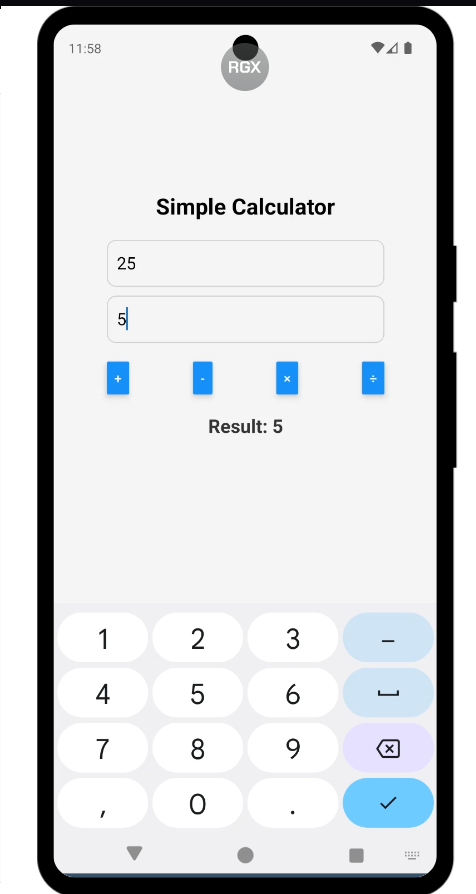 11:58
RGX
Simple Calculator
25
5
+ - × ÷
Result: 5
1 2 3 –
4 5 6
7 8 9
, 0 .